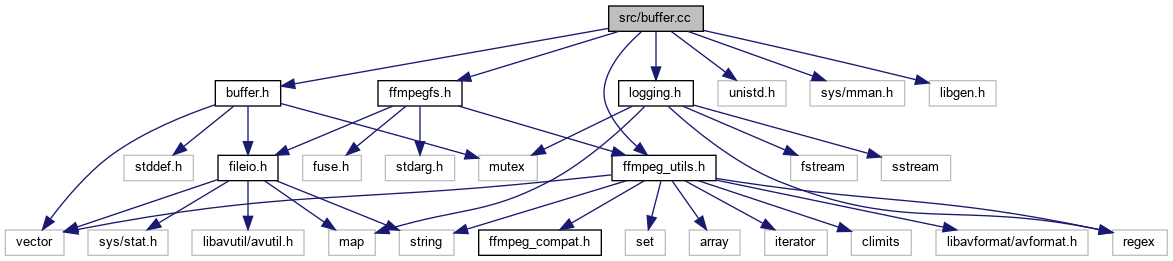 src/buffer.cc
buffer.h
ffmpegfs.h
logging.h
unistd.h
sys/mman.h
libgen.h
stddef.h
fileio.h
fuse.h
stdarg.h
mutex
ffmpeg_utils.h
fstream
sstream
vector
sys/stat.h
libavutil/avutil.h
map
string
ffmpeg_compat.h
set
array
iterator
climits
libavformat/avformat.h
regex